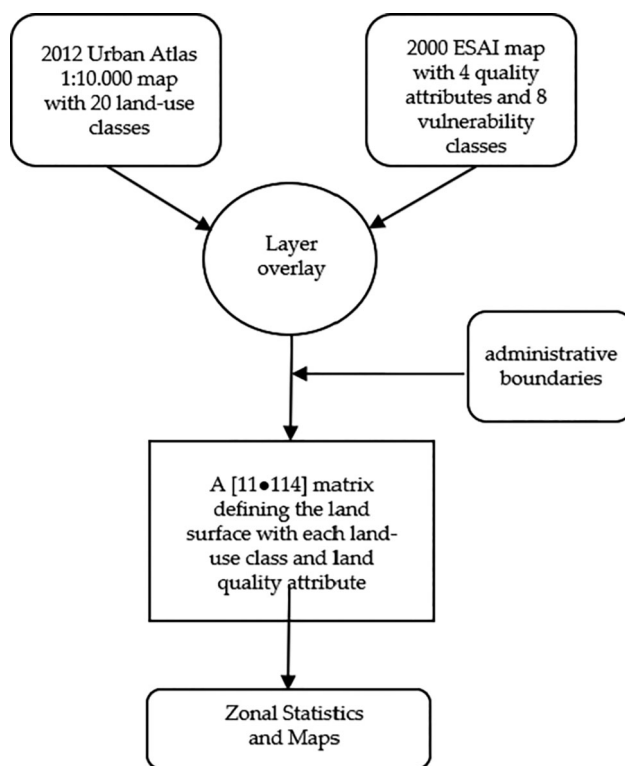 2012 Urban Atlas
1:10.000 map
with 20 land-use
classes
2000 ESAI map
with 4 quality
attributes and 8
vulnerability
classes
Layer
overlay
administrative
boundaries
A [11●114] matrix
defining the land
surface with each land-
use class and land
quality attribute
Zonal Statistics
and Maps